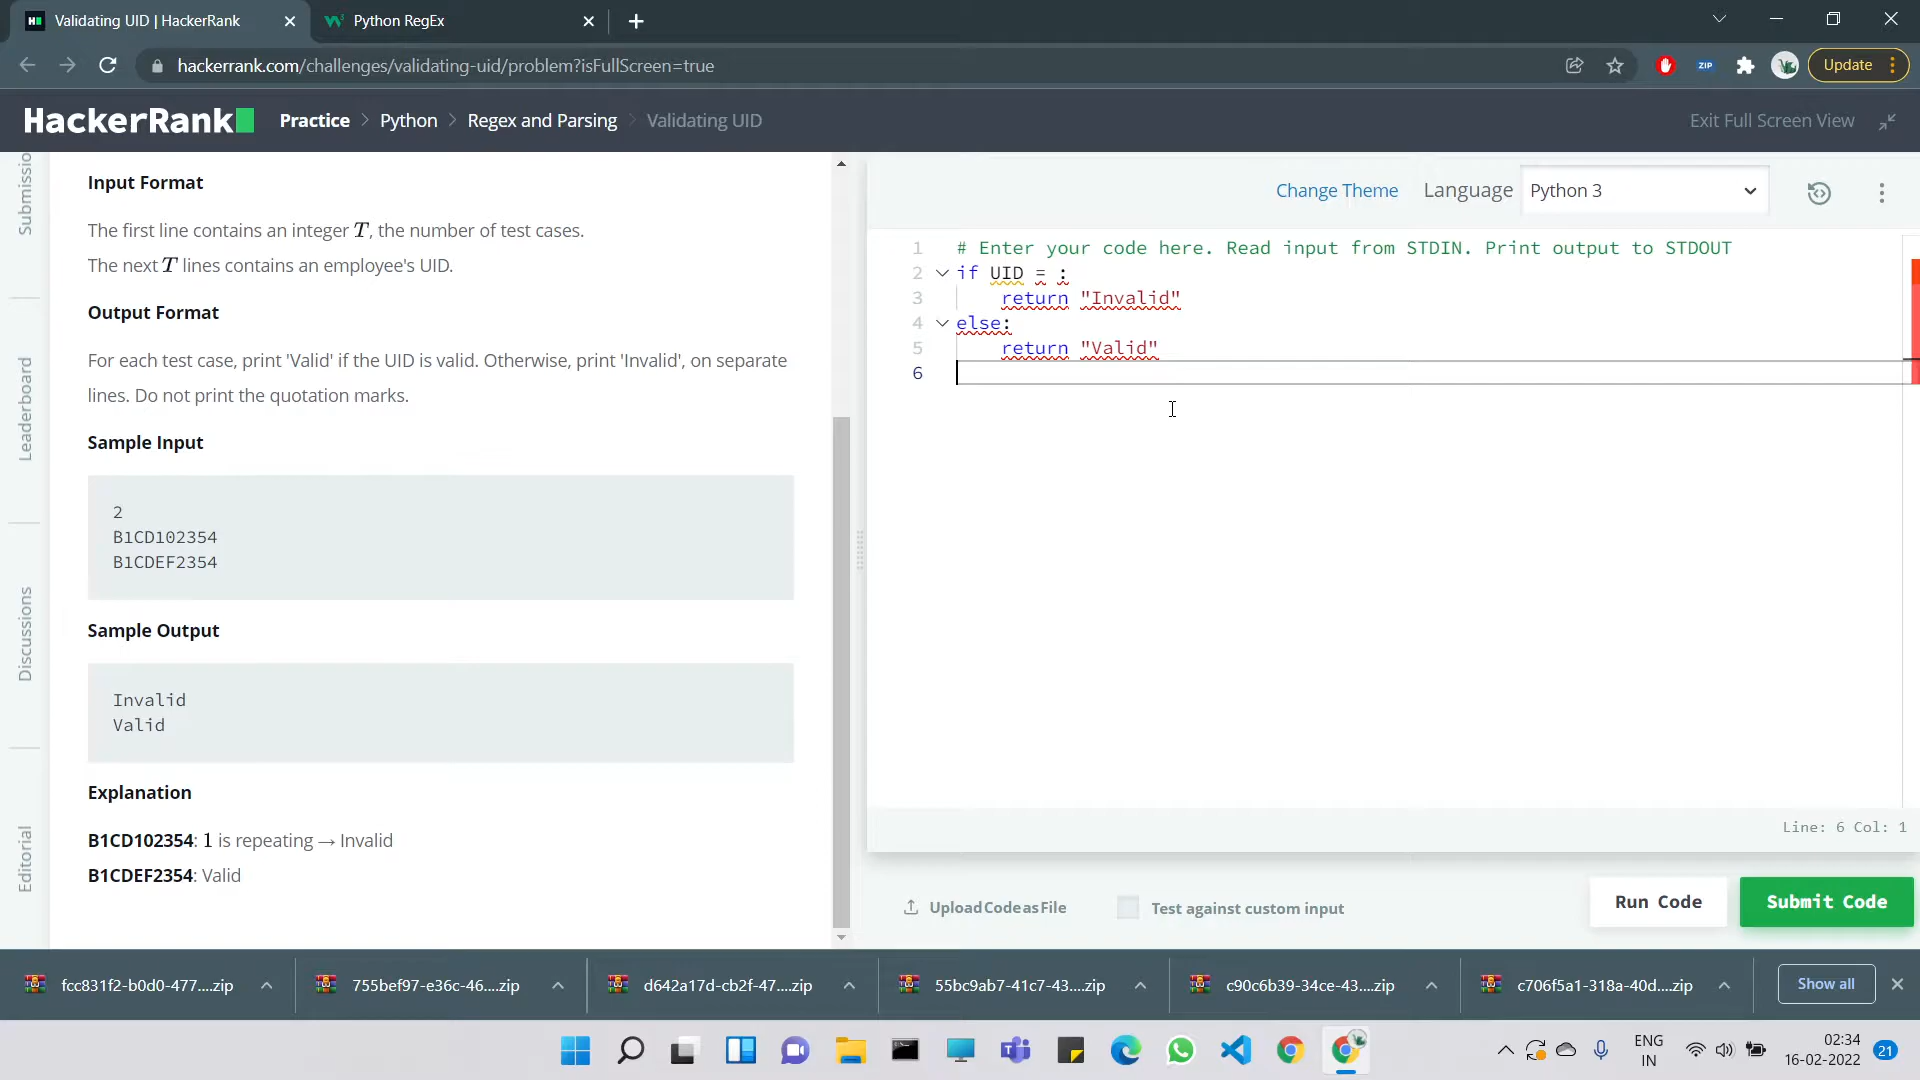 Validating UID | HackerRank
Python RegEx
hackerrank.com/challenges/validating-uid/problem?isFullScreen=true
ZIP
Update
HackerRank
Practice > Python > Regex and Parsing > Validating UID
Exit Full Screen View
Submissio
Leaderboard
Discussions
Editorial
Input Format
The first line contains an integer T, the number of test cases.
The next T lines contains an employee's UID.
Output Format
For each test case, print 'Valid' if the UID is valid. Otherwise, print 'Invalid', on separate
lines. Do not print the quotation marks.
Sample Input
2
B1CD102354
B1CDEF2354
Sample Output
Invalid
Valid
Explanation
B1CD102354: 1 is repeating → Invalid
B1CDEF2354: Valid
Change Theme Language Python 3
1 # Enter your code here. Read input from STDIN. Print output to STDOUT
2 if UID = :
3 return "Invalid"
4 else:
5 return "Valid"
6
Line: 6 Col: 1
Upload Code as File
Test against custom input
Run Code
Submit Code
fcc831f2-b0d0-477....zip
755bef97-e36c-46....zip
d642a17d-cb2f-47....zip
55bc9ab7-41c7-43....zip
c90c6b39-34ce-43....zip
c706f5a1-318a-40d....zip
Show all
ENG
IN
02:34
16-02-2022
21